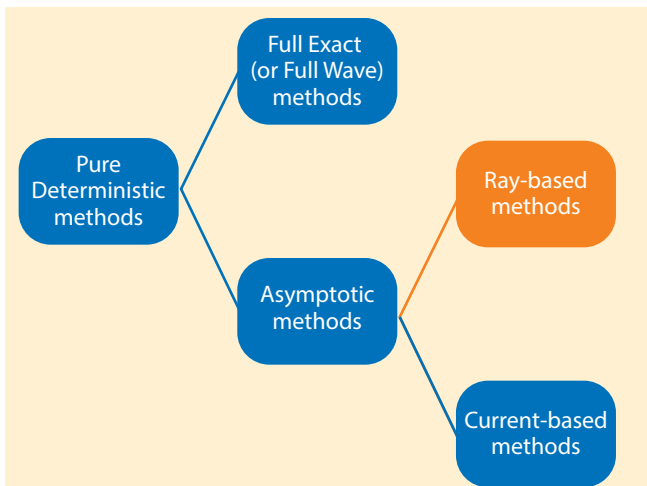 Full Exact
(or Full Wave)
methods
Pure
Deterministic
methods
Ray-based
methods
Asymptotic
methods
Current-based
methods